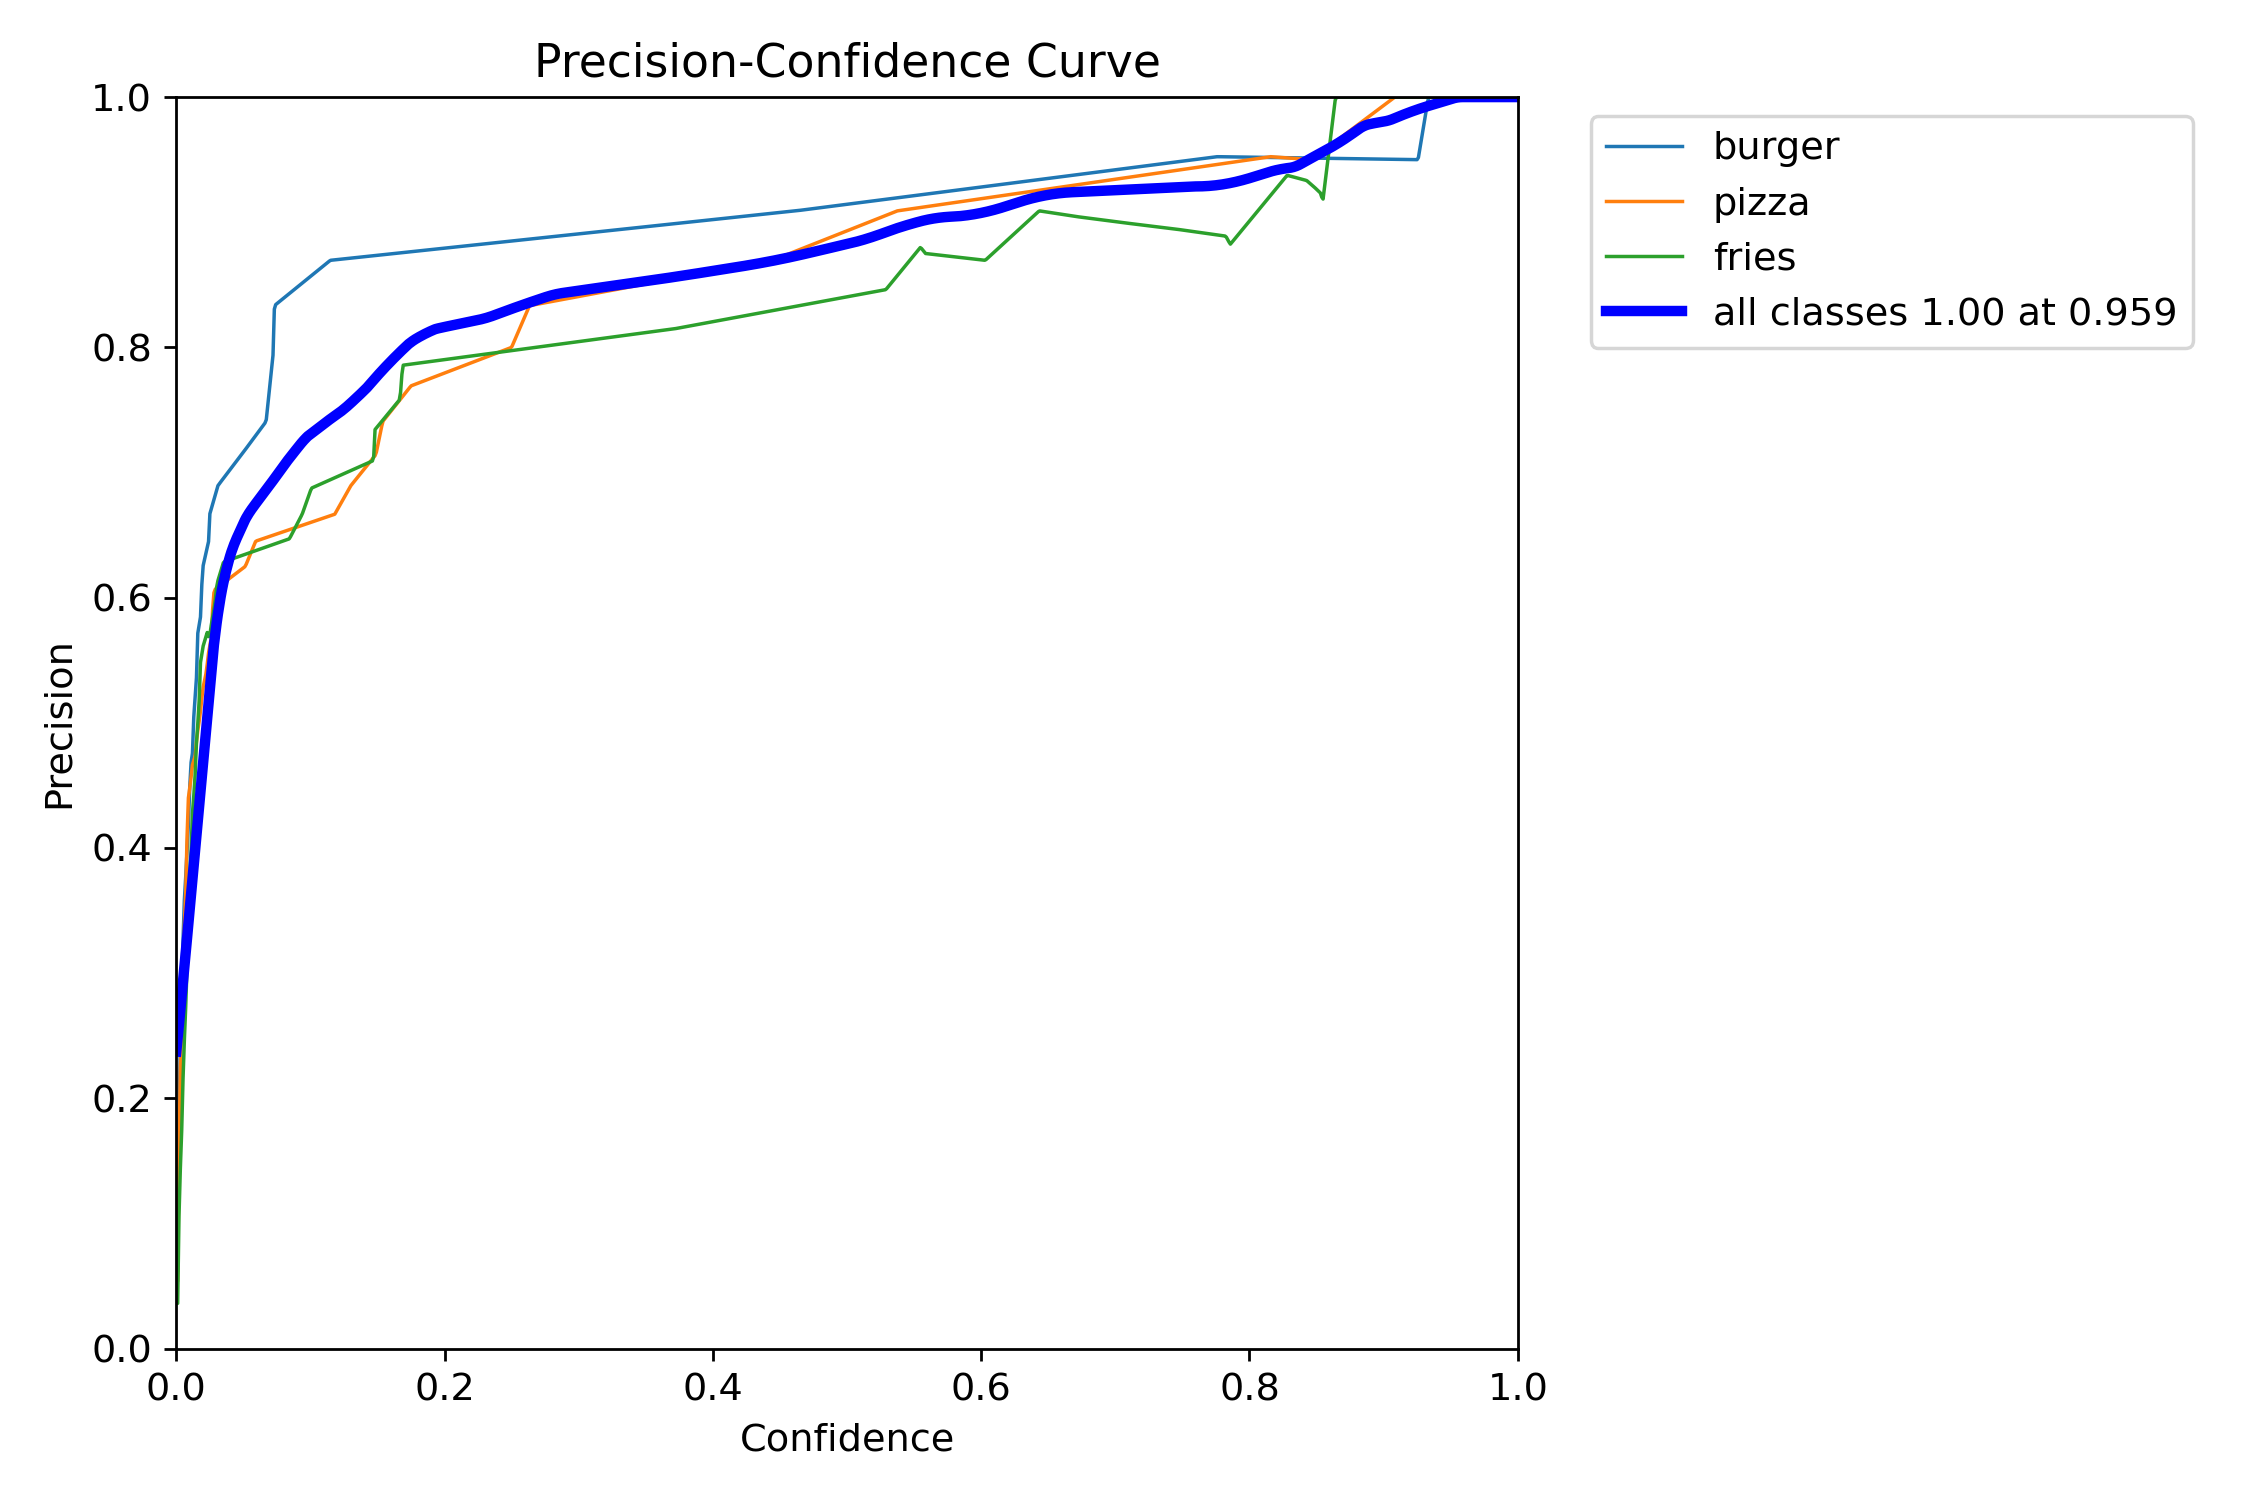 Precision-Confidence Curve
1.0
0.8
0.6
0.4
0.2
0.0
Precision
0.0 0.2 0.4 0.6 0.8 1.0
Confidence
burger
pizza
fries
all classes 1.00 at 0.959